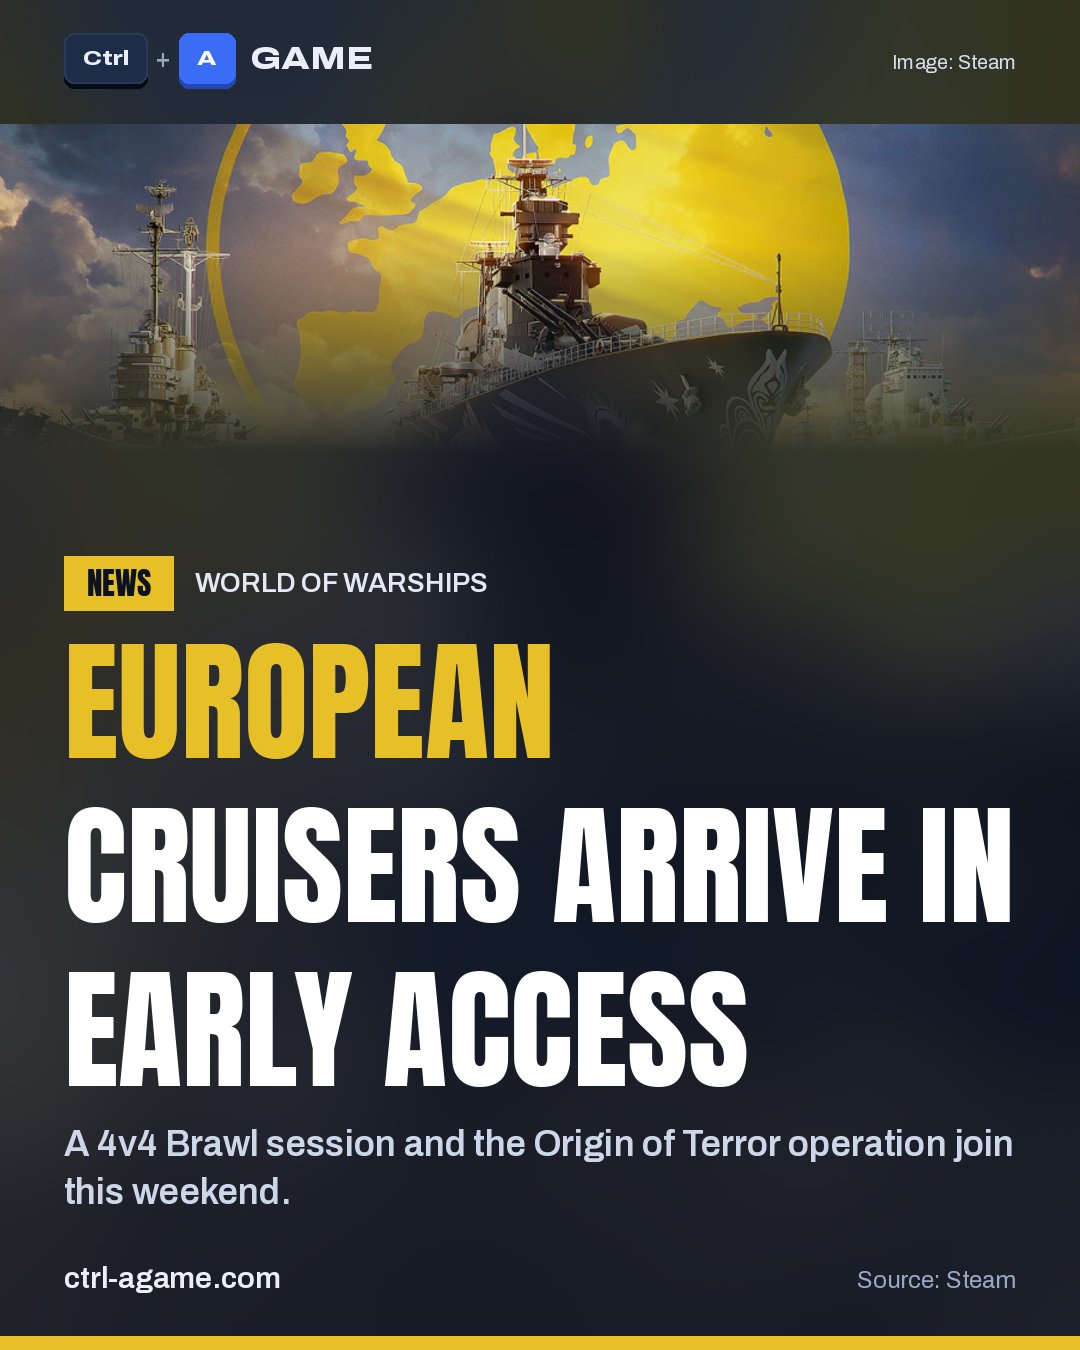 Ctrl + A GAME
Image: Steam
NEWS WORLD OF WARSHIPS
EUROPEAN
CRUISERS ARRIVE IN
EARLY ACCESS
A 4v4 Brawl session and the Origin of Terror operation join
this weekend.
ctrl-agame.com
Source: Steam